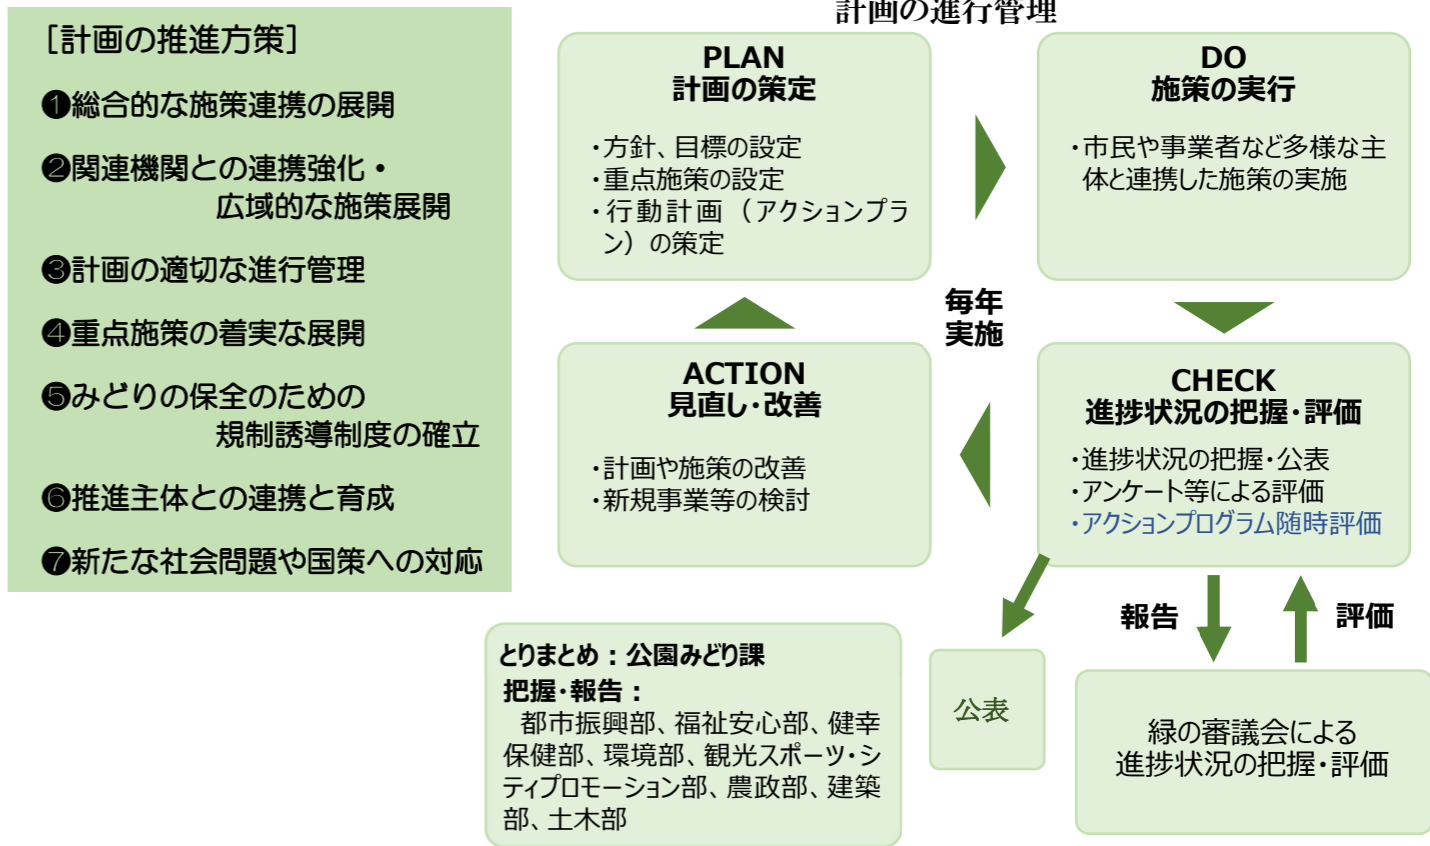 ［計画の推進方策］
❶総合的な施策連携の展開
❷関連機関との連携強化・
広域的な施策展開
❸計画の適切な進行管理
❹重点施策の着実な展開
❺みどりの保全のための
規制誘導制度の確立
❻推進主体との連携と育成
❼新たな社会問題や国策への対応
計画の進行管理
PLAN
計画の策定
・方針、目標の設定
・重点施策の設定
・行動計画（アクションプラ
ン）の策定
DO
施策の実行
・市民や事業者など多様な主
体と連携した施策の実施
毎年
実施
ACTION
見直し・改善
・計画や施策の改善
・新規事業等の検討
CHECK
進捗状況の把握・評価
・進捗状況の把握・公表
・アンケート等による評価
・アクションプログラム随時評価
報告
評価
とりまとめ：公園みどり課
把握・報告：
都市振興部、福祉安心部、健幸
保健部、環境部、観光スポーツ・シ
ティプロモーション部、農政部、建築
部、土木部
公表
緑の審議会による
進捗状況の把握・評価